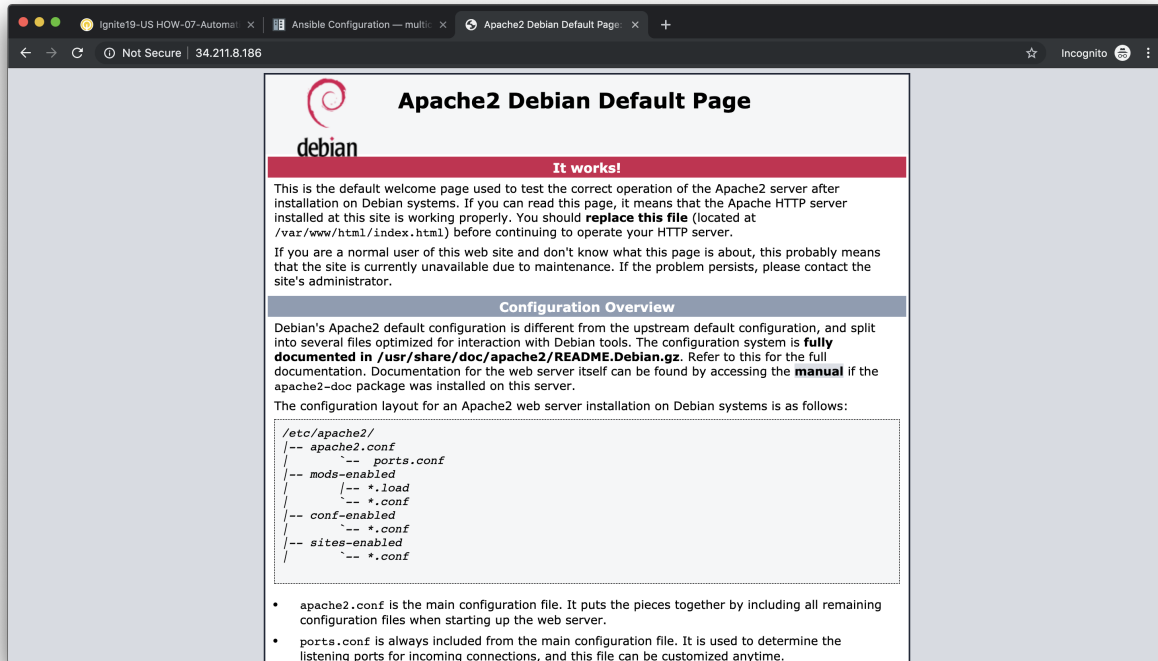 Ignite19-US HOW-07-Automat
Ansible Configuration — multic
Apache2 Debian Default Page:
Not Secure
34.211.8.186
Incognito
debian
Apache2 Debian Default Page
It works!
This is the default welcome page used to test the correct operation of the Apache2 server after
installation on Debian systems. If you can read this page, it means that the Apache HTTP server
installed at this site is working properly. You should replace this file (located at
/var/www/html/index.html) before continuing to operate your HTTP server.
If you are a normal user of this web site and don't know what this page is about, this probably means
that the site is currently unavailable due to maintenance. If the problem persists, please contact the
site's administrator.
Configuration Overview
Debian's Apache2 default configuration is different from the upstream default configuration, and split
into several files optimized for interaction with Debian tools. The configuration system is fully
documented in /usr/share/doc/apache2/README.Debian.gz. Refer to this for the full
documentation. Documentation for the web server itself can be found by accessing the manual if the
apache2-doc package was installed on this server.
The configuration layout for an Apache2 web server installation on Debian systems is as follows:
/etc/apache2/
|-- apache2.conf
|       `--  ports.conf
|-- mods-enabled
|       |-- *.load
|       `-- *.conf
|-- conf-enabled
|       `-- *.conf
|-- sites-enabled
|       `-- *.conf
• apache2.conf is the main configuration file. It puts the pieces together by including all remaining
configuration files when starting up the web server.
• ports.conf is always included from the main configuration file. It is used to determine the
listening ports for incoming connections, and this file can be customized anytime.